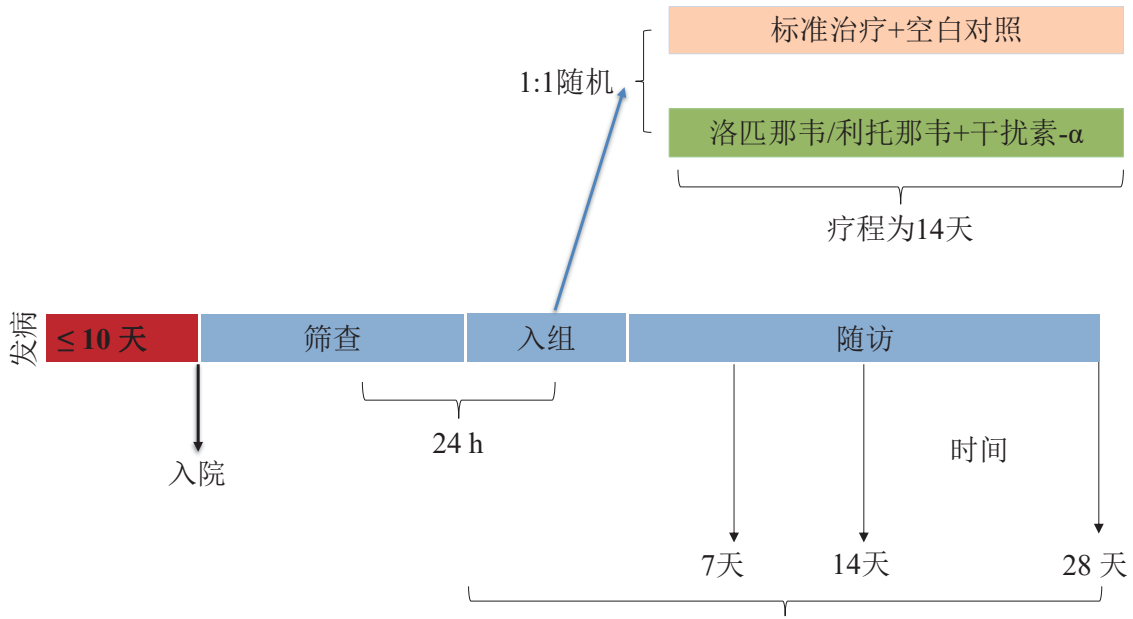 标准治疗+空白对照
1:1随机
洛匹那韦/利托那韦+干扰素-α
疗程为14天
发病
≤ 10 天
筛查
入组
随访
24 h
入院
时间
7天
14天
28 天